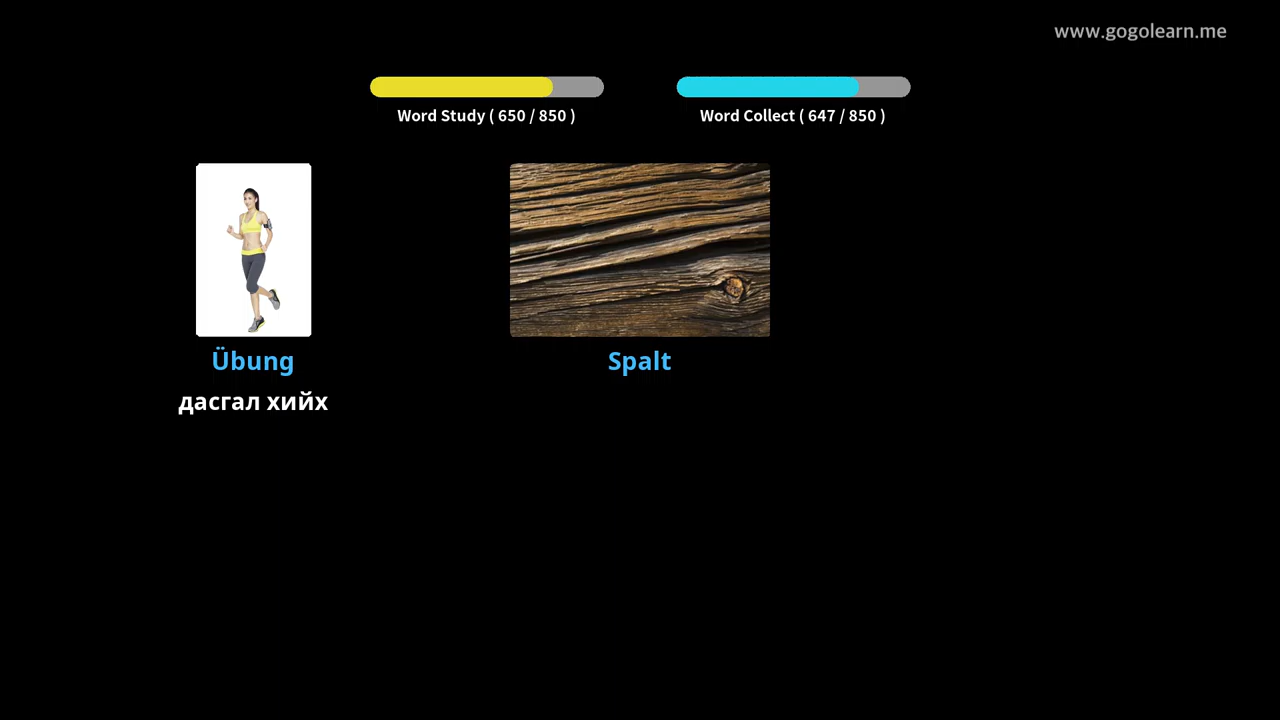 www.gogolearn.me
Word Study ( 650 / 850 )
Word Collect ( 647 / 850 )
Übung
дасгал хийх
Spalt